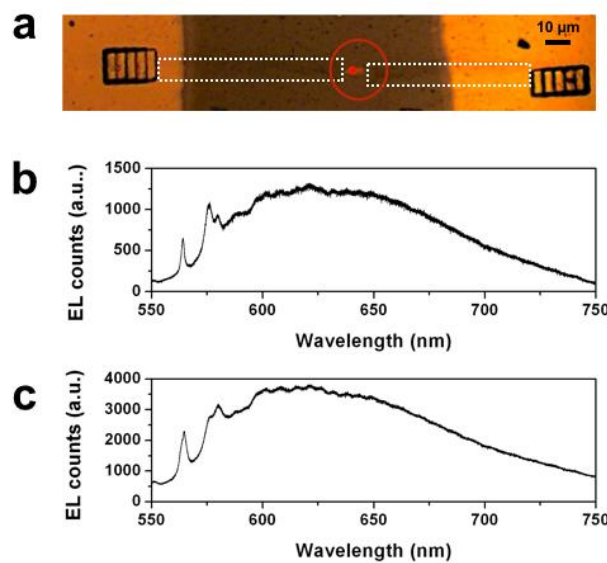 a
10 µm
b
1500
1000
500
0
EL counts (a.u..)
550 600 650 700 750
Wavelength (nm)
c
4000
3000
2000
1000
0
EL counts (a.u.)
550 600 650 700 750
Wavelength (nm)